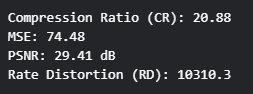 Compression Ratio (CR): 20.88
MSE: 74.48
PSNR: 29.41 dB
Rate Distortion (RD): 10310.3